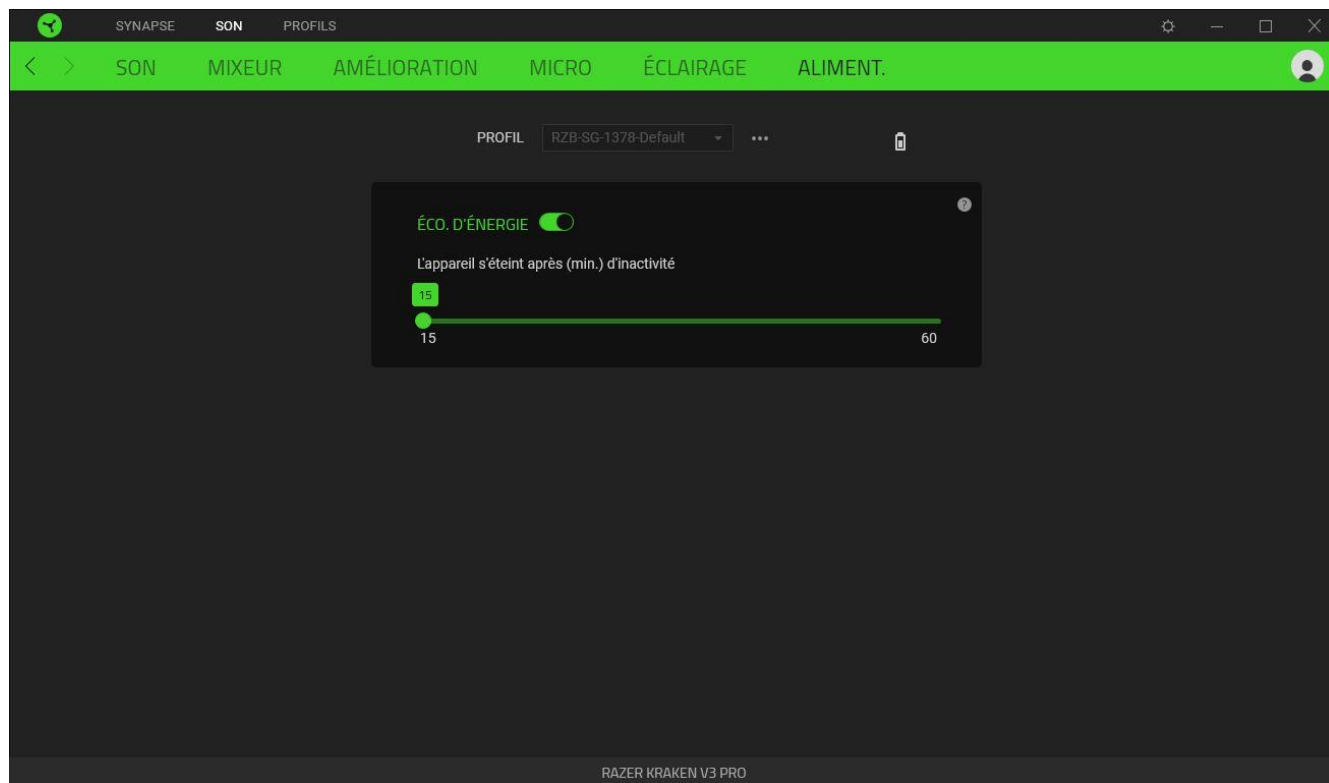 SYNAPSE SON PROFILS
SON MIXEUR AMÉLIORATION MICRO ÉCLAIRAGE ALIMENT.
PROFIL RZB-SG-1378-Default
ÉCO. D'ÉNERGIE
?
L'appareil s'éteint après (min.) d'inactivité
15
15 60
RAZER KRAKEN V3 PRO